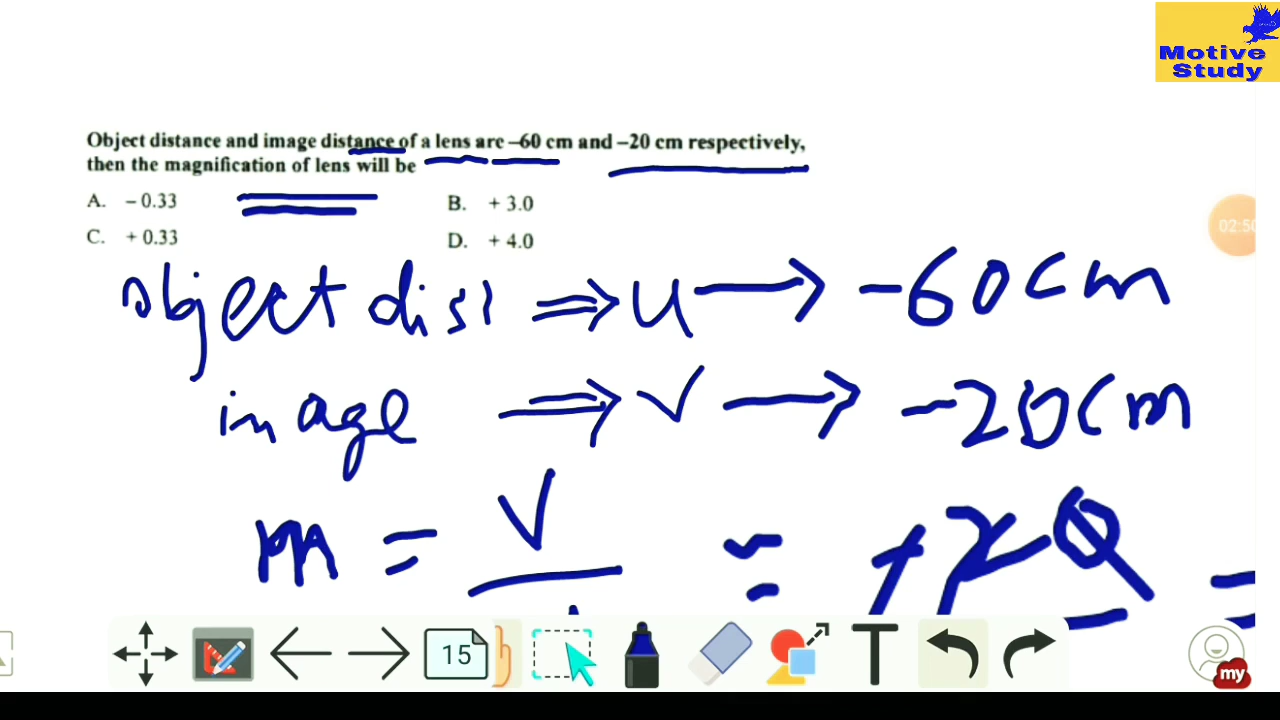 Motive
Study
Object distance and image distance of a lens are –60 cm and –20 cm respectively,
then the magnification of lens will be
A. – 0.33
B. + 3.0
C. + 0.33
D. + 4.0
02:50
object dist ⇒ u → -60cm
image ⇒ v → -20cm
m = v =
15
T
my